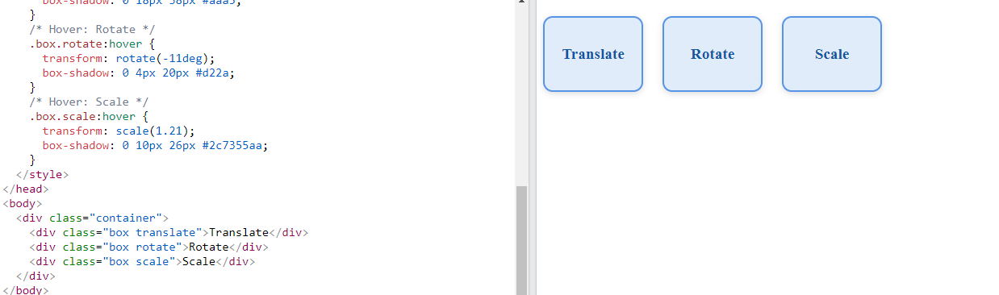 box-shadow: 0 18px 38px #aaa5;
}
/* Hover: Rotate */
.box.rotate:hover {
transform: rotate(-11deg);
box-shadow: 0 4px 20px #d22a;
}
/* Hover: Scale */
.box.scale:hover {
transform: scale(1.21);
box-shadow: 0 10px 26px #2c7355aa;
}
</style>
</head>
<body>
<div class="container">
<div class="box translate">Translate</div>
<div class="box rotate">Rotate</div>
<div class="box scale">Scale</div>
</div>
</body>
Translate
Rotate
Scale